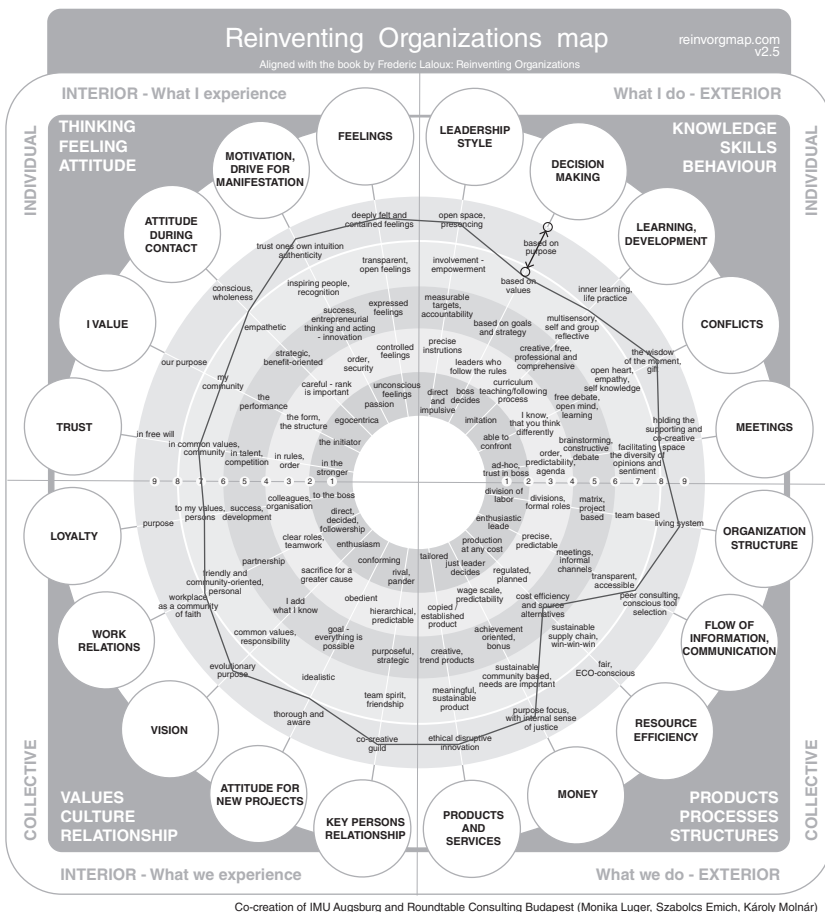 Reinventing Organizations map
reinvorgmap.com
v2.5
Aligned with the book by Frederic Laloux: Reinventing Organizations
INTERIOR - What I experience
What I do - EXTERIOR
INDIVIDUAL
INDIVIDUAL
THINKING
FEELING
ATTITUDE
KNOWLEDGE
SKILLS
BEHAVIOUR
FEELINGS
deeply felt and
contained feelings
transparent,
open feelings
expressed
feelings
controlled
feelings
unconscious
feelings
LEADERSHIP
STYLE
open space,
presencing
involvement -
empowerment
measurable
targets,
accountability
precise
instrutions
direct
and
impulsive
DECISION
MAKING
based on
purpose
based on
values
based on goals
and strategy
leaders who
follow the rules
boss
decides
LEARNING,
DEVELOPMENT
inner learning,
life practice
multisensory,
self and group
reflective
creative, free,
professional and
comprehensive
curriculum
teaching/following
process
imitation
CONFLICTS
the wisdom
of the moment,
gift
open heart,
empathy,
self knowledge
free debate,
open mind,
learning
I know,
that you think
differently
able to
confront
MEETINGS
holding the
supporting and
co-creative
space
facilitating
the diversity of
opinions and
sentiment
brainstorming,
constructive
debate
order,
predictability,
agenda
ad-hoc,
trust in boss
MOTIVATION,
DRIVE FOR
MANIFESTATION
trust ones own intuition
authenticity
inspiring people,
recognition
success,
entrepreneurial
thinking and acting
- innovation
order,
security
passion
ATTITUDE
DURING
CONTACT
conscious,
wholeness
empathetic
strategic,
benefit-oriented
careful - rank
is important
egocentrica
I VALUE
our purpose
my
community
the
performance
the form,
the structure
the initiator
TRUST
in free will
in common values,
community
in talent,
competition
in rules,
order
in the
stronger
9 8 7 6 5 4 3 2 1
1 2 3 4 5 6 7 8 9
LOYALTY
purpose
to my values,
persons
success,
development
colleagues,
organisation
to the boss
WORK
RELATIONS
workplace
as a community
of faith
friendly and
community-oriented,
personal
partnership
clear roles,
teamwork
direct,
decided,
followership
VISION
evolutionary
purpose
common values,
responsibility
I add
what I know
sacrifice for a
greater cause
enthusiasm
ATTITUDE FOR
NEW PROJECTS
thorough and
aware
idealistic
goal -
everything is
possible
obedient
conforming
KEY PERSONS
RELATIONSHIP
co-creative
guild
team spirit,
friendship
purposeful,
strategic
hierarchical,
predictable
rival,
pander
PRODUCTS
AND
SERVICES
ethical disruptive
innovation
meaningful,
sustainable
product
creative,
trend products
copied /
established
product
tailored
MONEY
purpose focus,
with internal sense
of justice
sustainable
community based,
needs are important
achievement
oriented,
bonus
wage scale,
predictability
just leader
decides
RESOURCE
EFFICIENCY
fair,
ECO-conscious
sustainable
supply chain,
win-win-win
cost efficiency
and source
alternatives
regulated,
planned
production
at any cost
FLOW OF
INFORMATION,
COMMUNICATION
peer consulting,
conscious tool
selection
transparent,
accessible
meetings,
informal
channels
precise,
predictable
enthusiastic
leade
ORGANIZATION
STRUCTURE
living system
team based
matrix,
project
based
divisions,
formal roles
division of
labor
COLLECTIVE
COLLECTIVE
VALUES
CULTURE
RELATIONSHIP
PRODUCTS
PROCESSES
STRUCTURES
INTERIOR - What we experience
What we do - EXTERIOR
Co-creation of IMU Augsburg and Roundtable Consulting Budapest (Monika Luger, Szabolcs Emich, Károly Molnár)